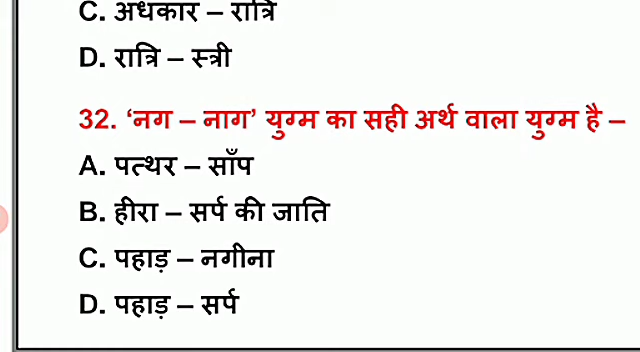 C. अंधकार – रात्रि
D. रात्रि – स्त्री
32. ‘नग – नाग’ युग्म का सही अर्थ वाला युग्म है –
A. पत्थर – साँप
B. हीरा – सर्प की जाति
C. पहाड़ – नगीना
D. पहाड़ – सर्प